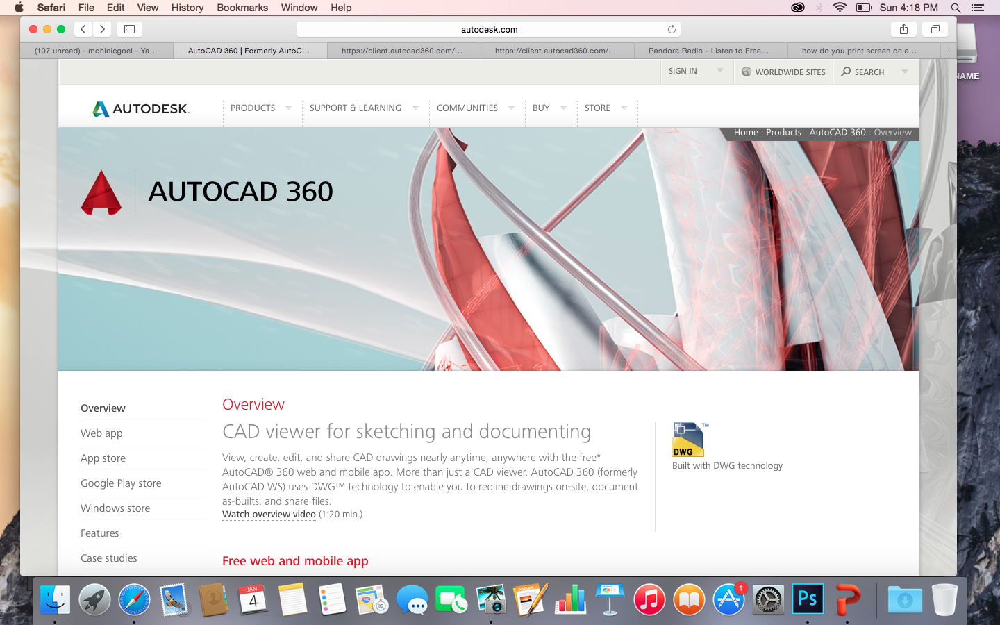 Safari File Edit View History Bookmarks Window Help Sun 4:18 PM
autodesk.com
(107 unread) - mohinicgoel - Ya... AutoCAD 360 | Formerly AutoC... https://client.autocad360.com/... https://client.autocad360.com/... Pandora Radio - Listen to Free... how do you print screen on a... +
NAME
SIGN IN WORLDWIDE SITES SEARCH
AUTODESK. PRODUCTS SUPPORT & LEARNING COMMUNITIES BUY STORE
Home : Products : AutoCAD 360 : Overview
AUTOCAD 360
Overview
Web app
App store
Google Play store
Windows store
Features
Case studies
Overview
CAD viewer for sketching and documenting
View, create, edit, and share CAD drawings nearly anytime, anywhere with the free*
AutoCAD® 360 web and mobile app. More than just a CAD viewer, AutoCAD 360 (formerly
AutoCAD WS) uses DWG™ technology to enable you to redline drawings on-site, document
as-builts, and share files.
Watch overview video (1:20 min.)
Free web and mobile app
DWG ™
Built with DWG technology
JAN
4
3D
PAGES
1
Ps